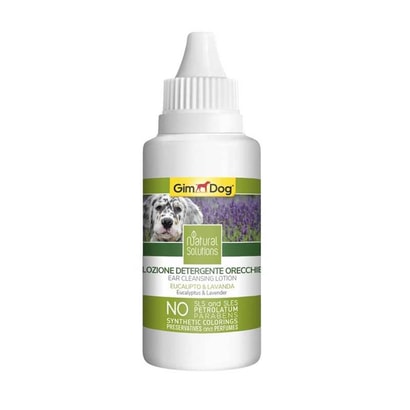 GimDog
Natural
Solutions
LOZIONE DETERGENTE ORECCHIE
EAR CLEANSING LOTION
EUCALIPTO & LAVANDA
Eucalyptus & Lavender
NO
SLS and SLES
PETROLATUM
PARABENS
SYNTHETIC COLORINGS
PRESERVATIVES and PERFUMES